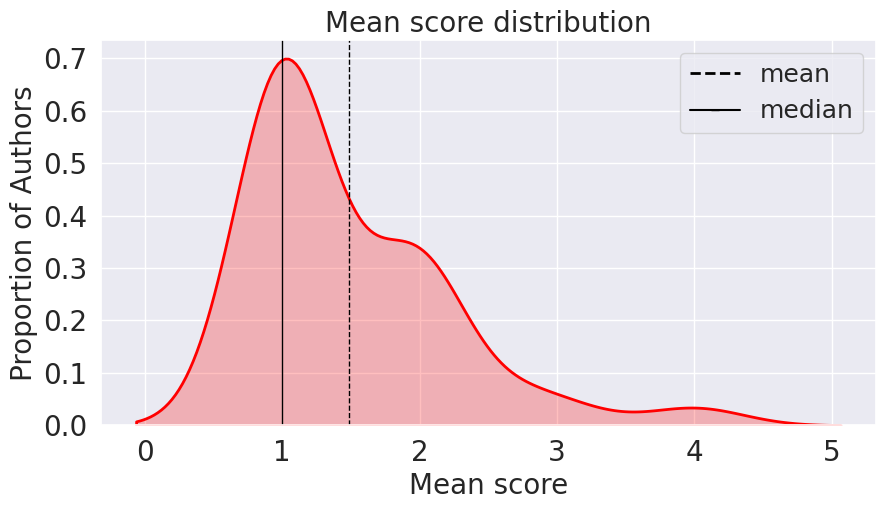 Mean score distribution
mean
median
Proportion of Authors
0.7
0.6
0.5
0.4
0.3
0.2
0.1
0.0
0 1 2 3 4 5
Mean score